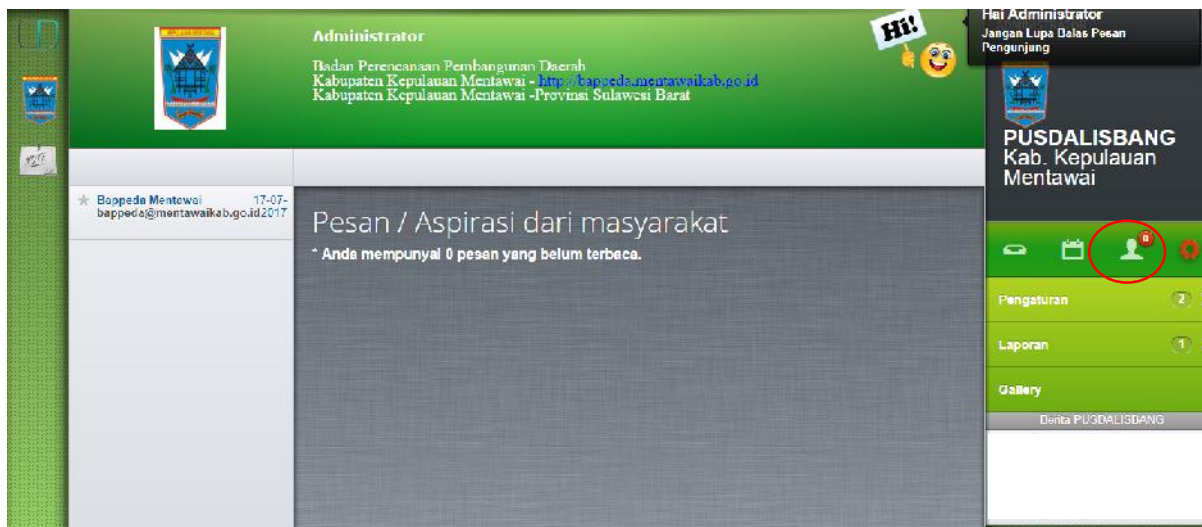 Administrator
Badan Perencanaan Pembangunan Daerah
Kabupaten Kepulauan Mentawai - http://bappeda.mentawaikab.go.id
Kabupaten Kepulauan Mentawai -Provinsi Sulawesi Barat
Hi!
Hai Administrator
Jangan Lupa Balas Pesan
Pengunjung
PUSDALISBANG
Kab. Kepulauan
Mentawai
Bappeda Mentawai 17-07-
bappeda@mentawaikab.go.id 2017
Pesan / Aspirasi dari masyarakat
* Anda mempunyai 0 pesan yang belum terbaca.
0
Pengaturan 2
Laporan 1
Gallery
Berita PUSDALISBANG